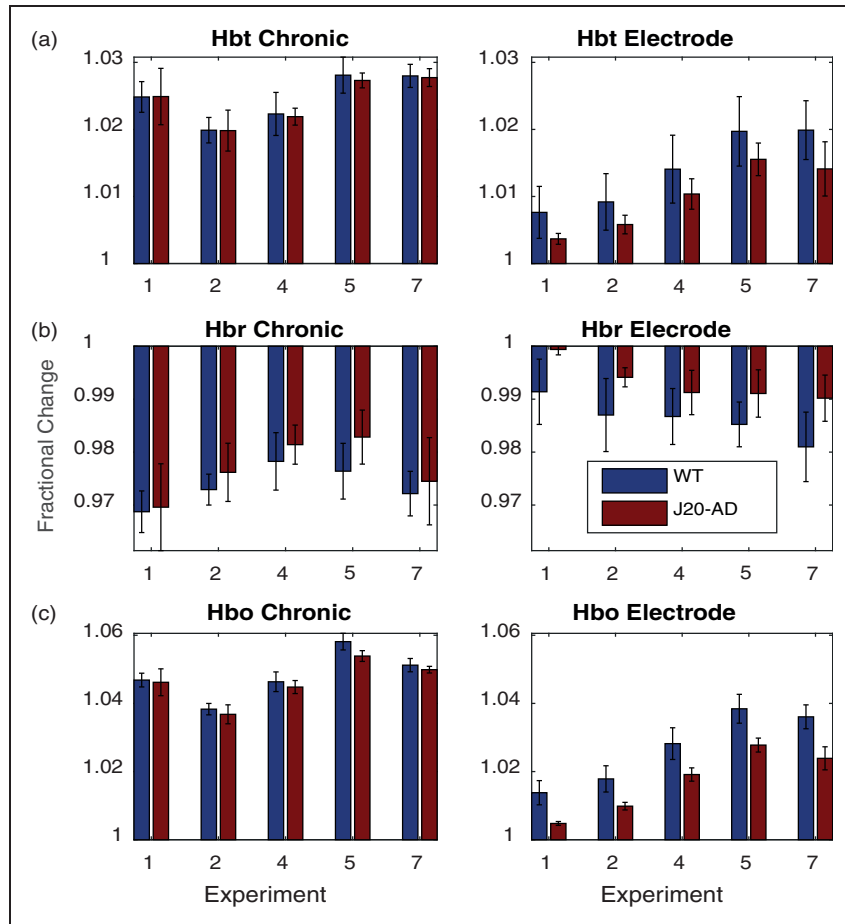 (a)
Hbt Chronic
Hbt Electrode
1.03
1.02
1.01
1
1 2 4 5 7
1.03
1.02
1.01
1
1 2 4 5 7
(b)
Hbr Chronic
Hbr Elecrode
Fractional Change
1
0.99
0.98
0.97
1 2 4 5 7
1
0.99
0.98
0.97
WT
J20-AD
1 2 4 5 7
(c)
Hbo Chronic
Hbo Electrode
1.06
1.04
1.02
1
1 2 4 5 7
Experiment
1.06
1.04
1.02
1
1 2 4 5 7
Experiment